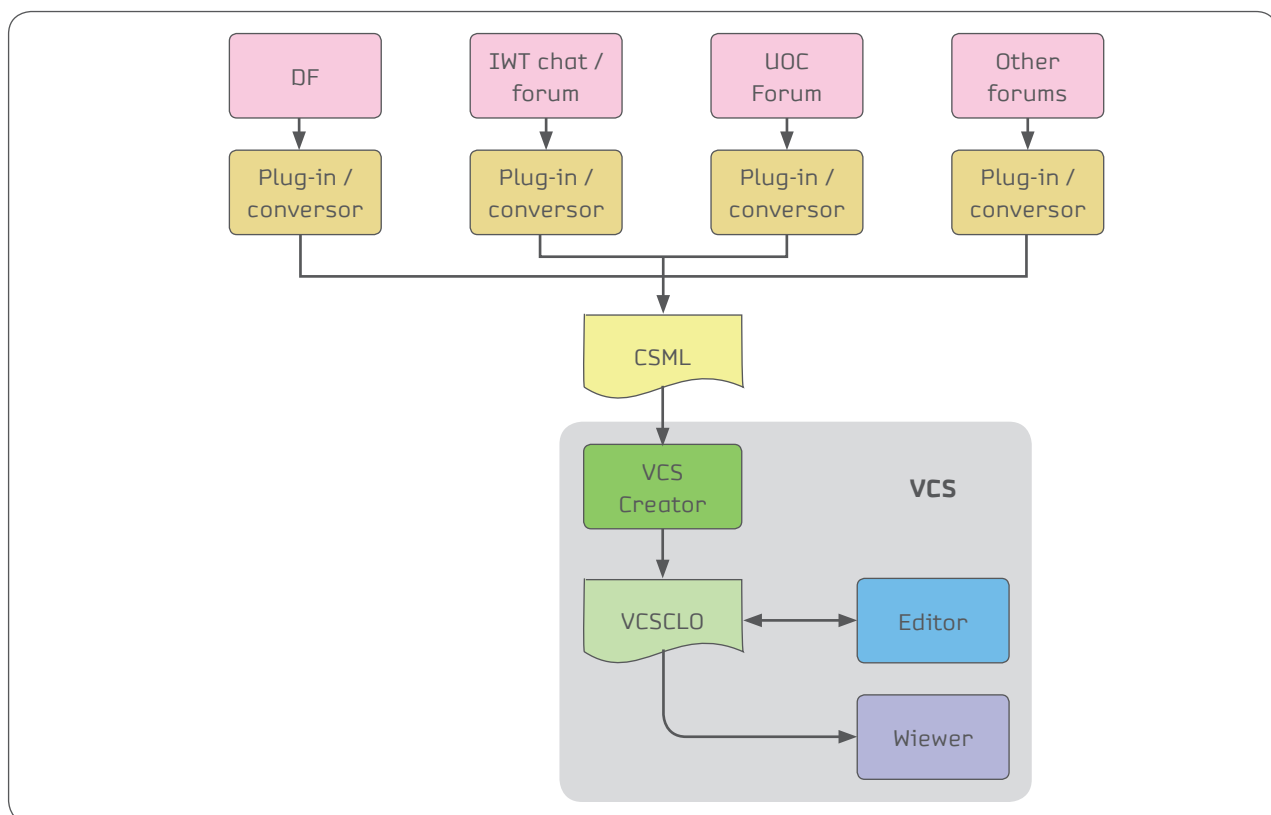 DF
IWT chat /
forum
UOC
Forum
Other
forums
Plug-in /
conversor
Plug-in /
conversor
Plug-in /
conversor
Plug-in /
conversor
CSML
VCS
Creator
VCS
VCSCLO
Editor
Wiewer